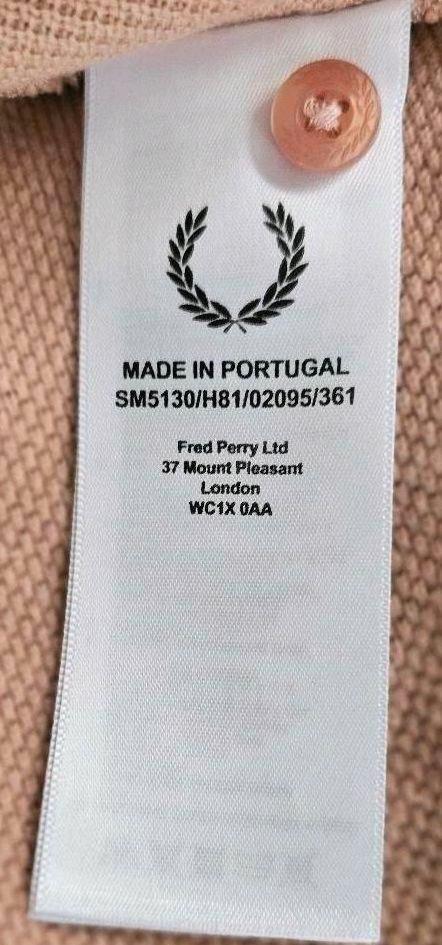 MADE IN PORTUGAL
SM5130/H81/02095/361
Fred Perry Ltd
37 Mount Pleasant
London
WC1X 0AA